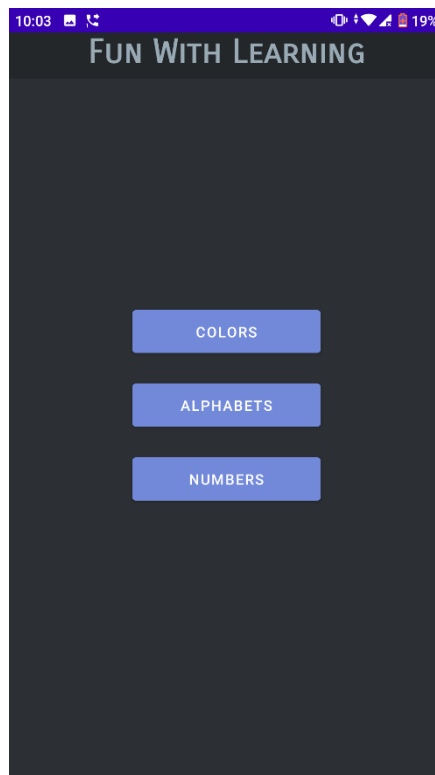 10:03 19%
Fun With Learning
COLORS
ALPHABETS
NUMBERS